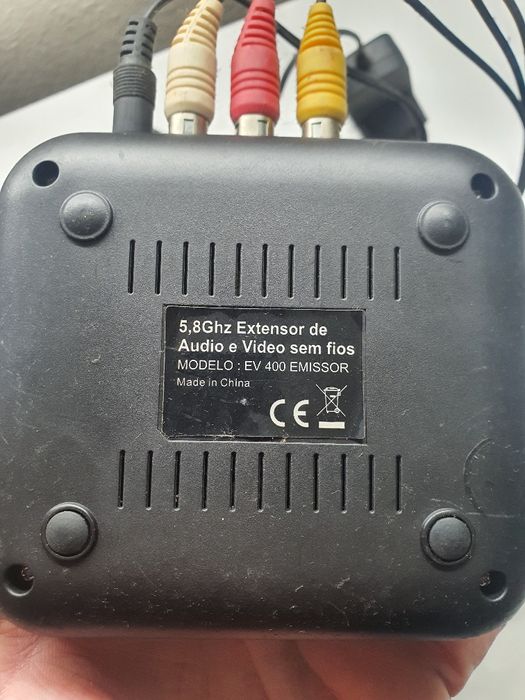 5,8Ghz Extensor de
Audio e Video sem fios
MODELO : EV 400 EMISSOR
Made in China
CE